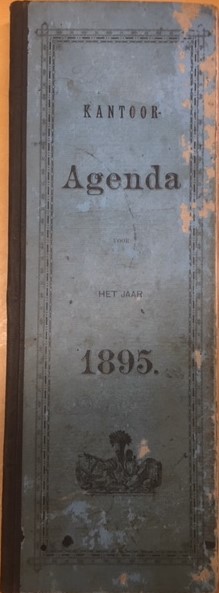 KANTOOR-
Agenda
VOOR
HET JAAR
1895.